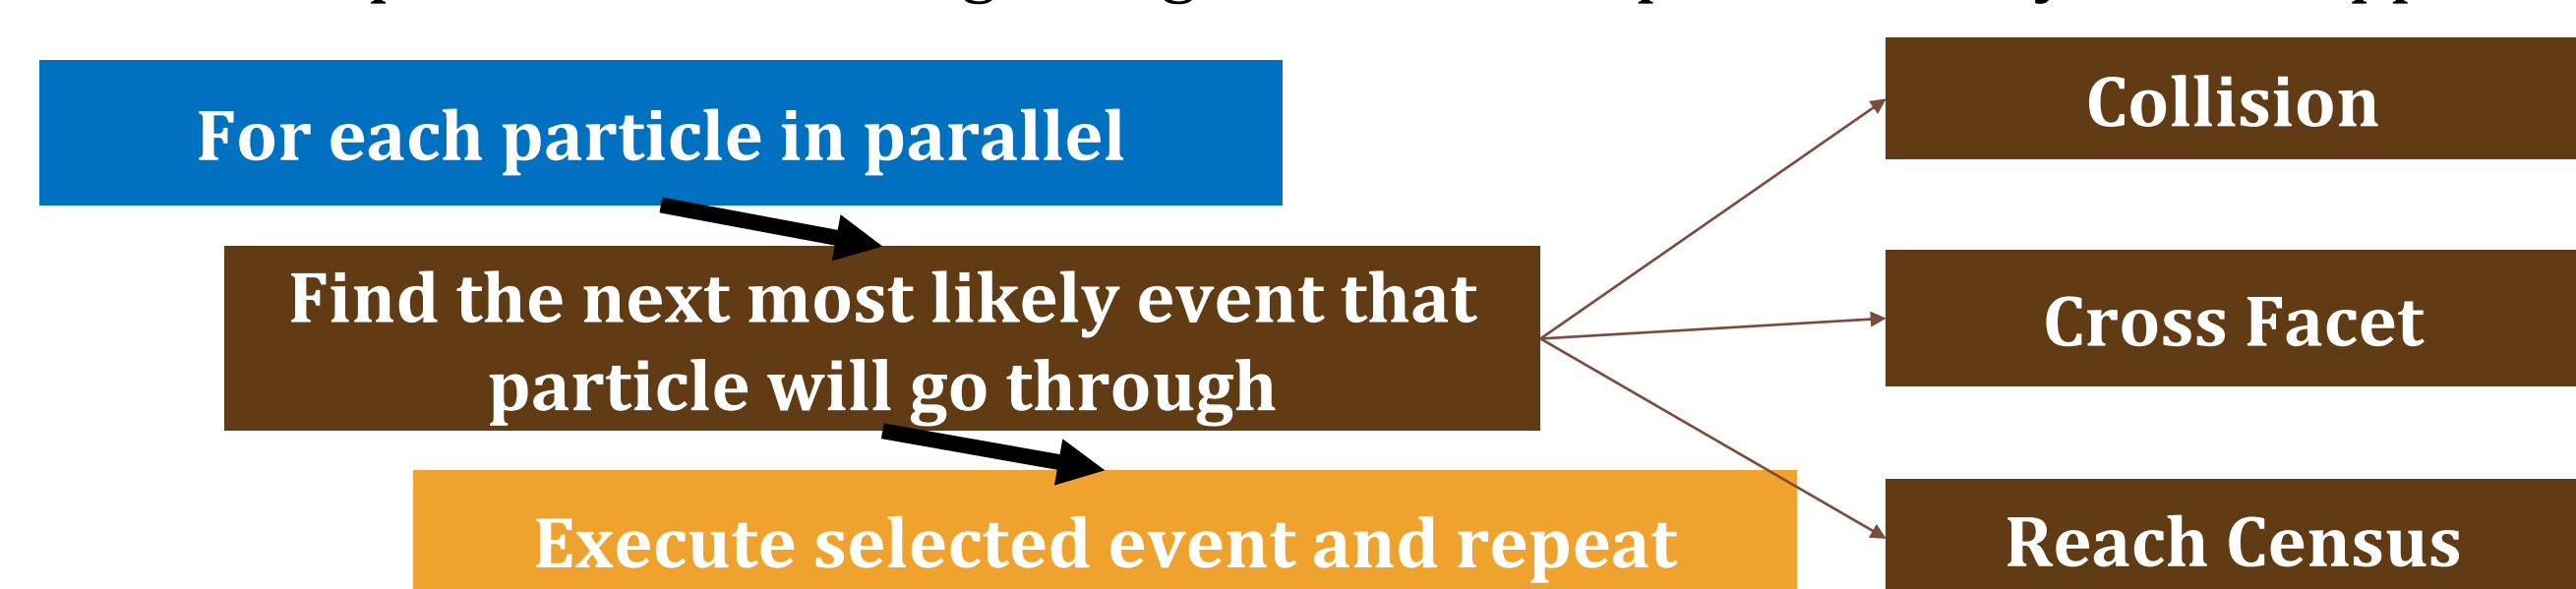 For each particle in parallel
Find the next most likely event that
particle will go through
Execute selected event and repeat
Collision
Cross Facet
Reach Census